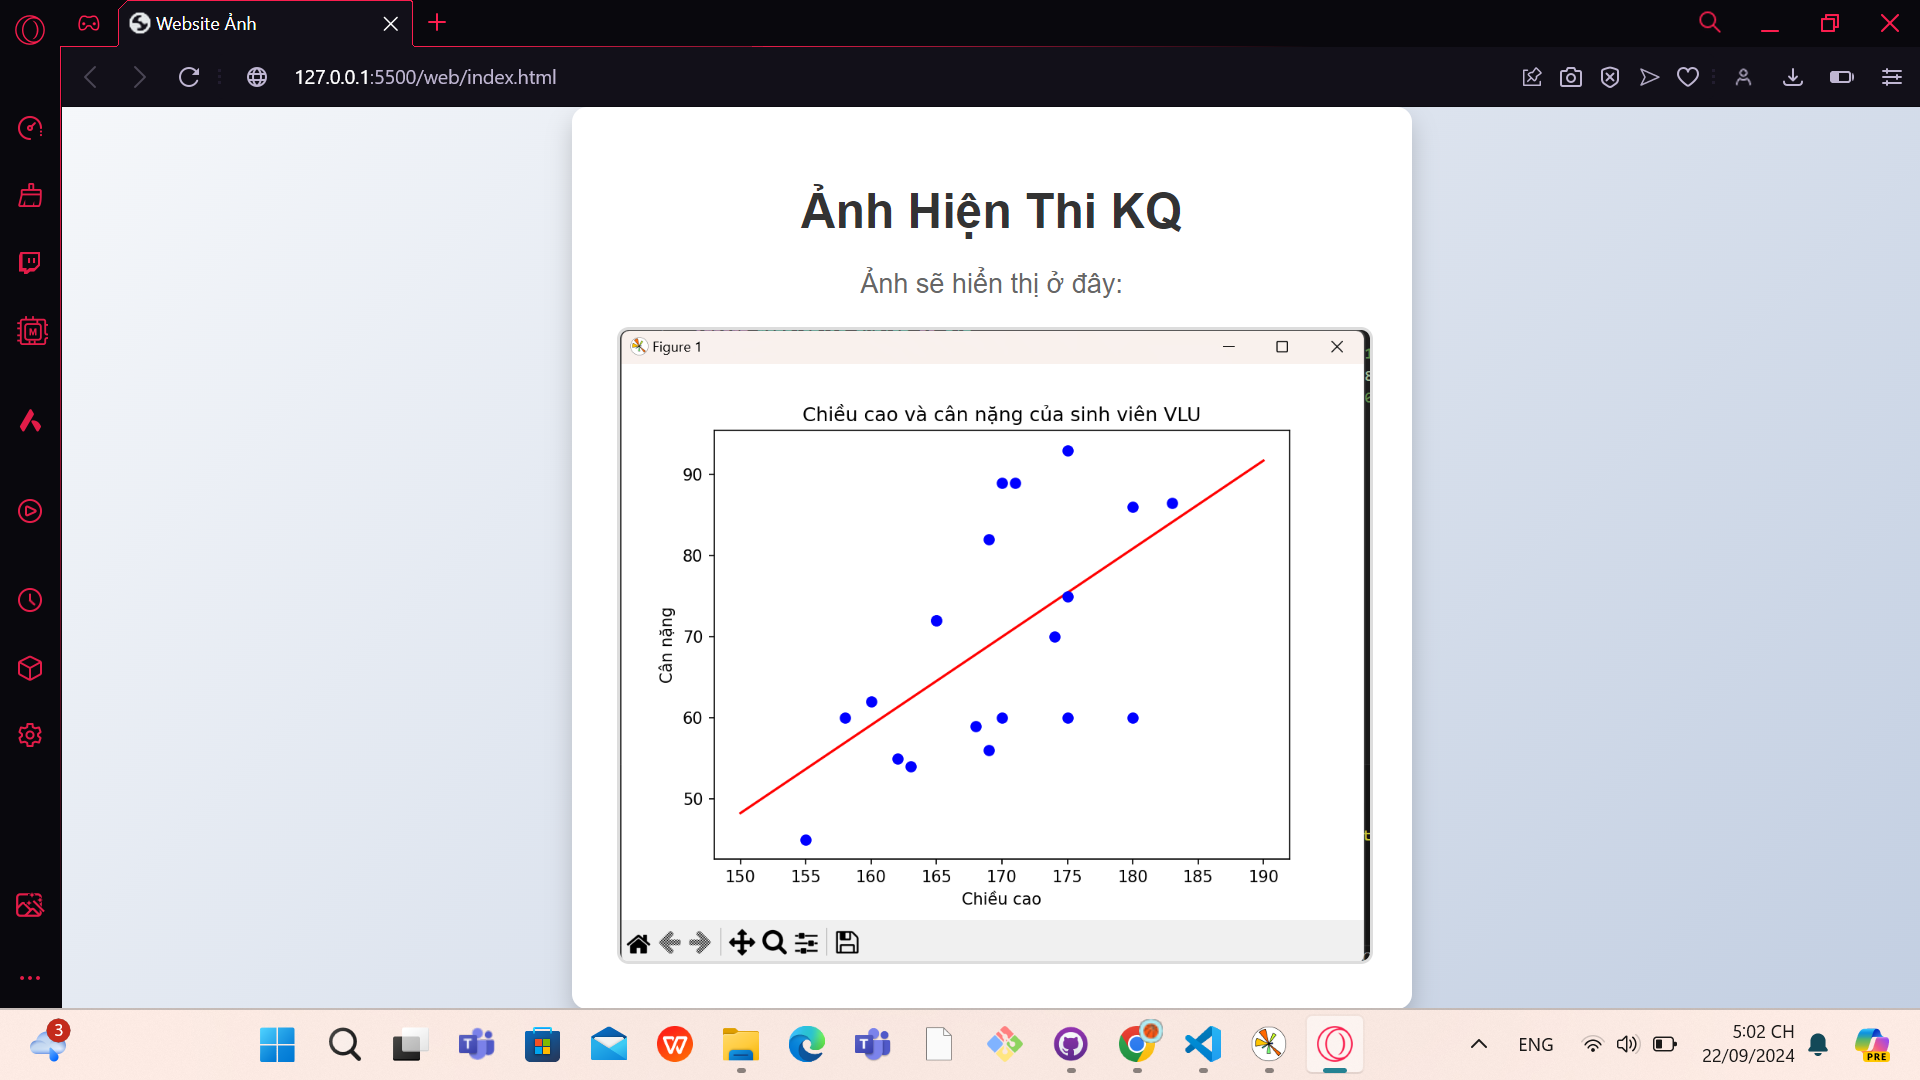 Website Ảnh
127.0.0.1:5500/web/index.html
Ảnh Hiện Thi KQ
Ảnh sẽ hiển thị ở đây:
Figure 1
Chiều cao và cân nặng của sinh viên VLU
90
80
70
60
50
Cân nặng
150 155 160 165 170 175 180 185 190
Chiều cao
3
ENG
5:02 CH
22/09/2024
PRE